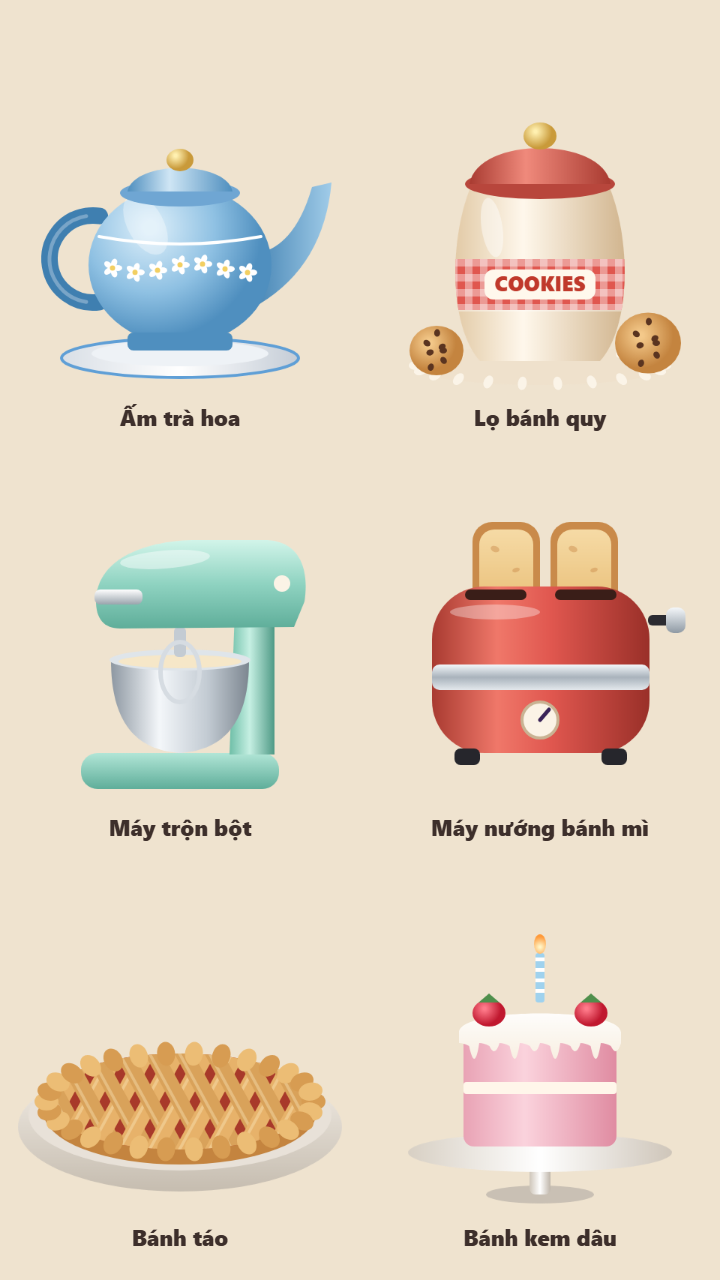 COOKIES
Ấm trà hoa
Lọ bánh quy
Máy trộn bột
Máy nướng bánh mì
Bánh táo
Bánh kem dâu